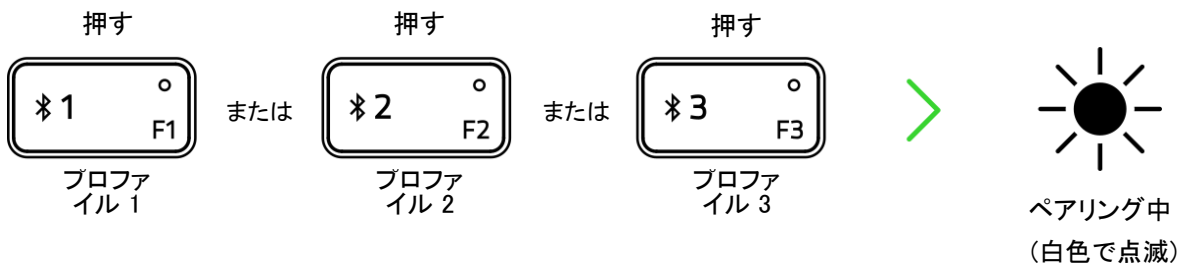 押す 押す 押す
1 F1 または 2 F2 または 3 F3
プロファ プロファ プロファ
イル 1 イル 2 イル 3
ペアリング中
(白色で点滅)